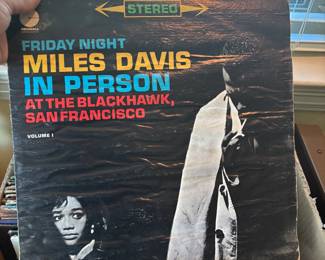 STEREO
FRIDAY NIGHT
MILES DAVIS
IN PERSON
AT THE BLACKHAWK,
SAN FRANCISCO
VOLUME I